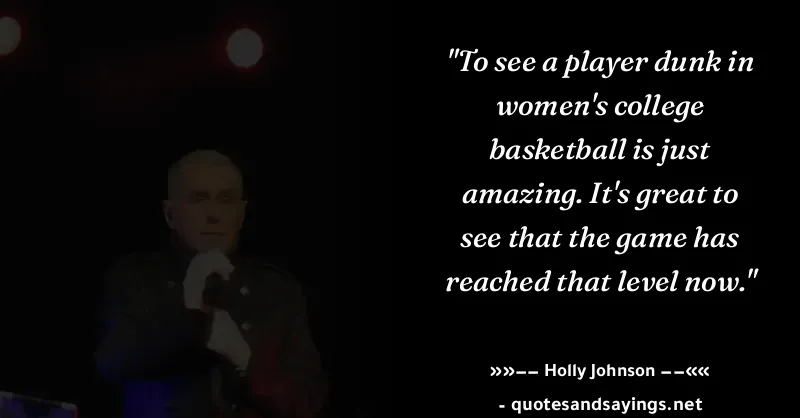 "To see a player dunk in
women's college
basketball is just
amazing. It's great to
see that the game has
reached that level now."
»»–– Holly Johnson ––««
- quotesandsayings.net